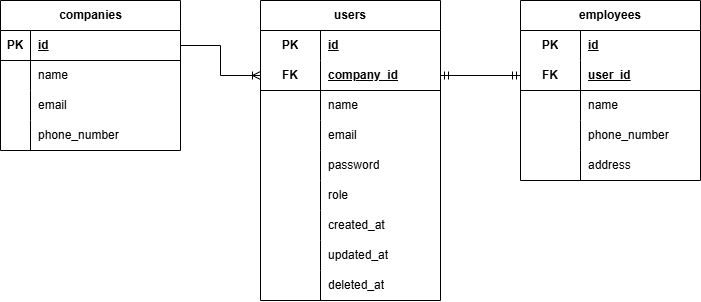 companies
PK id
name
email
phone_number
users
PK id
FK company_id
name
email
password
role
created_at
updated_at
deleted_at
employees
PK id
FK user_id
name
phone_number
address